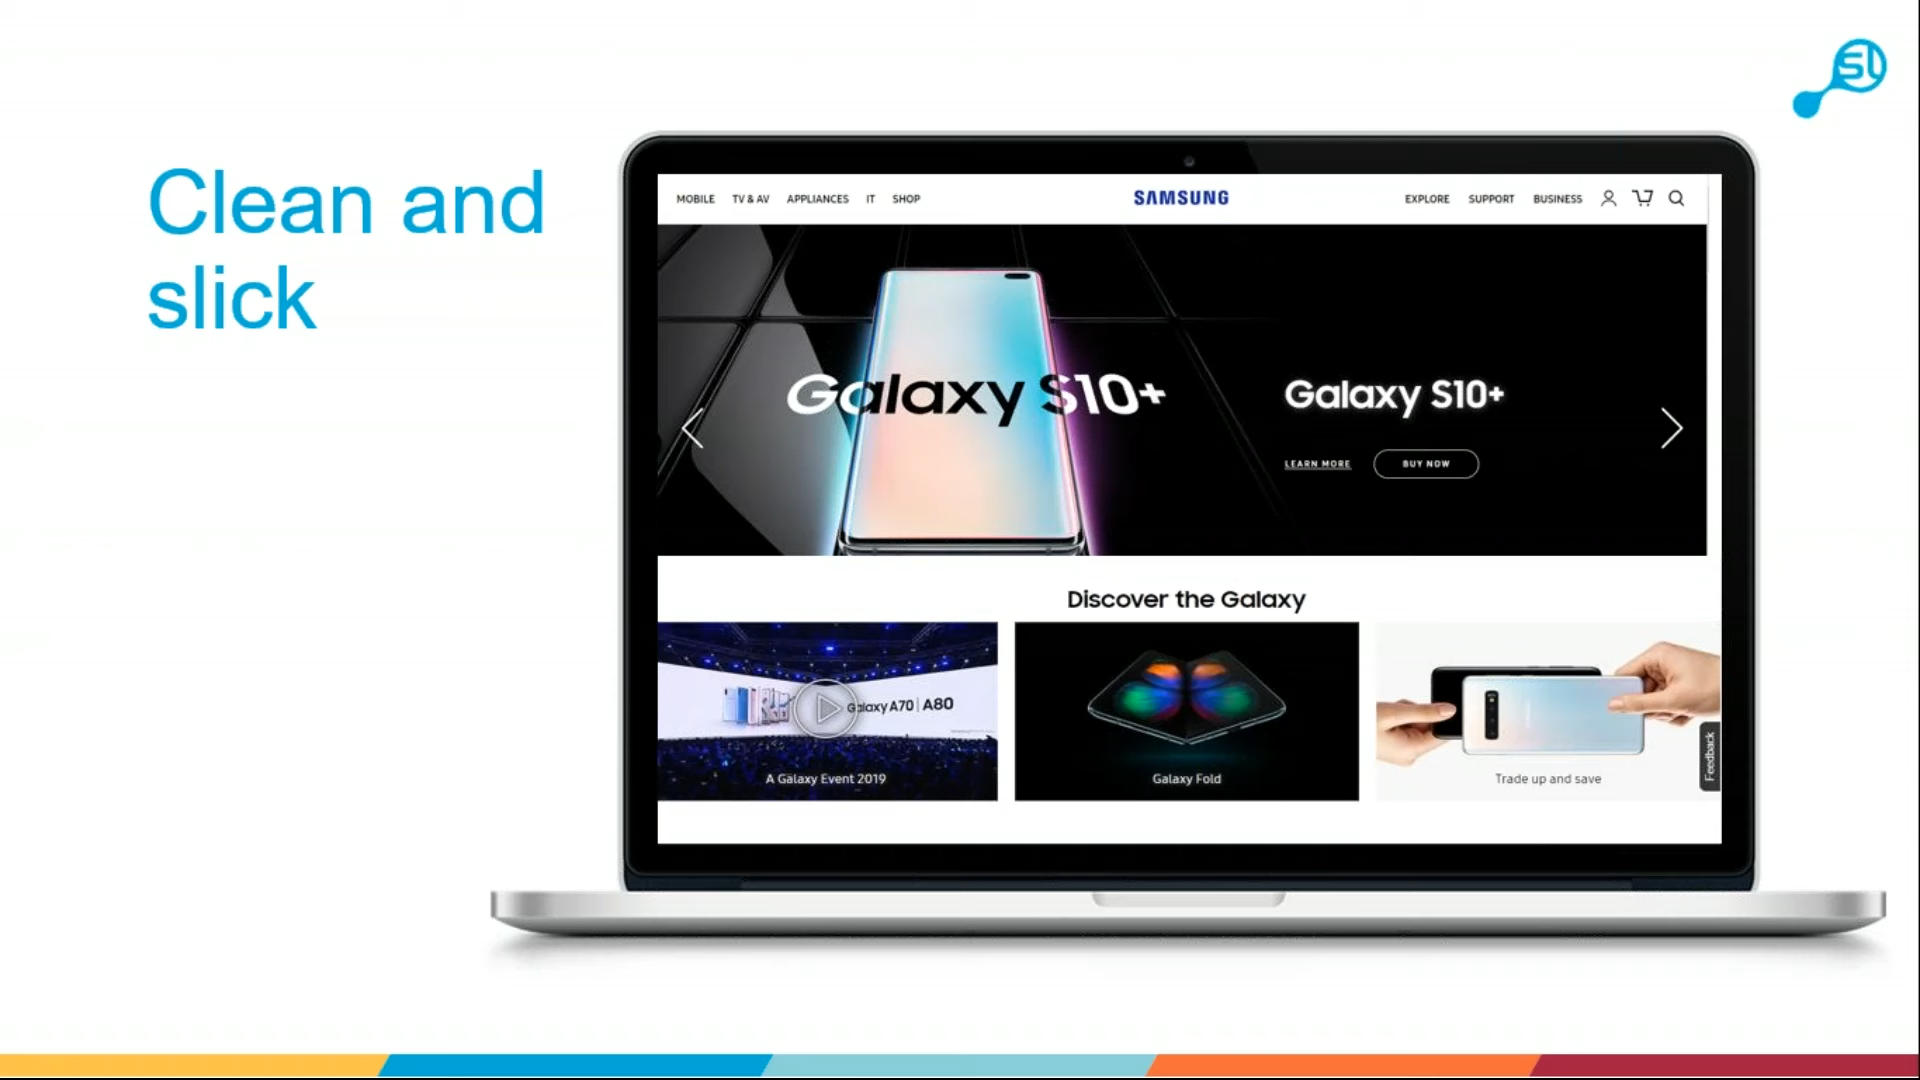 SL
Clean and
slick
MOBILE TV & AV APPLIANCES IT SHOP SAMSUNG EXPLORE SUPPORT BUSINESS
Galaxy S10+
Galaxy S10+
LEARN MORE BUY NOW
Discover the Galaxy
Galaxy A70 | A80
A Galaxy Event 2019
Galaxy Fold
Trade up and save
Feedback